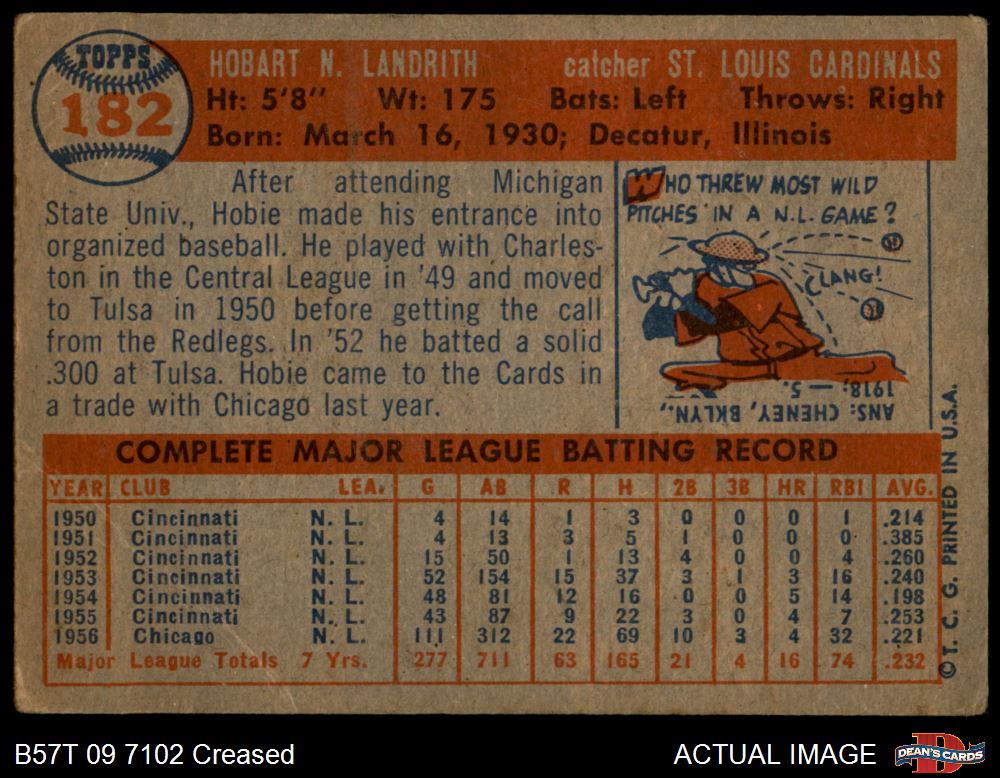 TOPPS
182
HOBART N. LANDRITH catcher ST. LOUIS CARDINALS
Ht: 5'8" Wt: 175 Bats: Left Throws: Right
Born: March 16, 1930; Decatur, Illinois
After attending Michigan
State Univ., Hobie made his entrance into
organized baseball. He played with Charles-
ton in the Central League in '49 and moved
to Tulsa in 1950 before getting the call
from the Redlegs. In '52 he batted a solid
.300 at Tulsa. Hobie came to the Cards in
a trade with Chicago last year.
WHO THREW MOST WILD
PITCHES IN A N.L. GAME?
CLANG!
ANS: CHENEY, BKLYN.,
1918; — 5.
COMPLETE MAJOR LEAGUE BATTING RECORD
YEAR CLUB LEA. G AB R H 2B 3B HR RBI AVG.
1950 Cincinnati N. L. 4 14 1 3 0 0 0 1 .214
1951 Cincinnati N. L. 4 13 3 5 1 0 0 0 .385
1952 Cincinnati N. L. 15 50 1 13 4 0 0 4 .260
1953 Cincinnati N. L. 52 154 15 37 3 1 3 16 .240
1954 Cincinnati N. L. 48 81 12 16 0 0 5 14 .198
1955 Cincinnati N. L. 43 87 9 22 3 0 4 7 .253
1956 Chicago N. L. 111 312 22 69 10 3 4 32 .221
Major League Totals 7 Yrs. 277 711 63 165 21 4 16 74 .232
© T. C. G. PRINTED IN U.S.A.
B57T 09 7102 Creased
ACTUAL IMAGE
DEAN'S CARDS